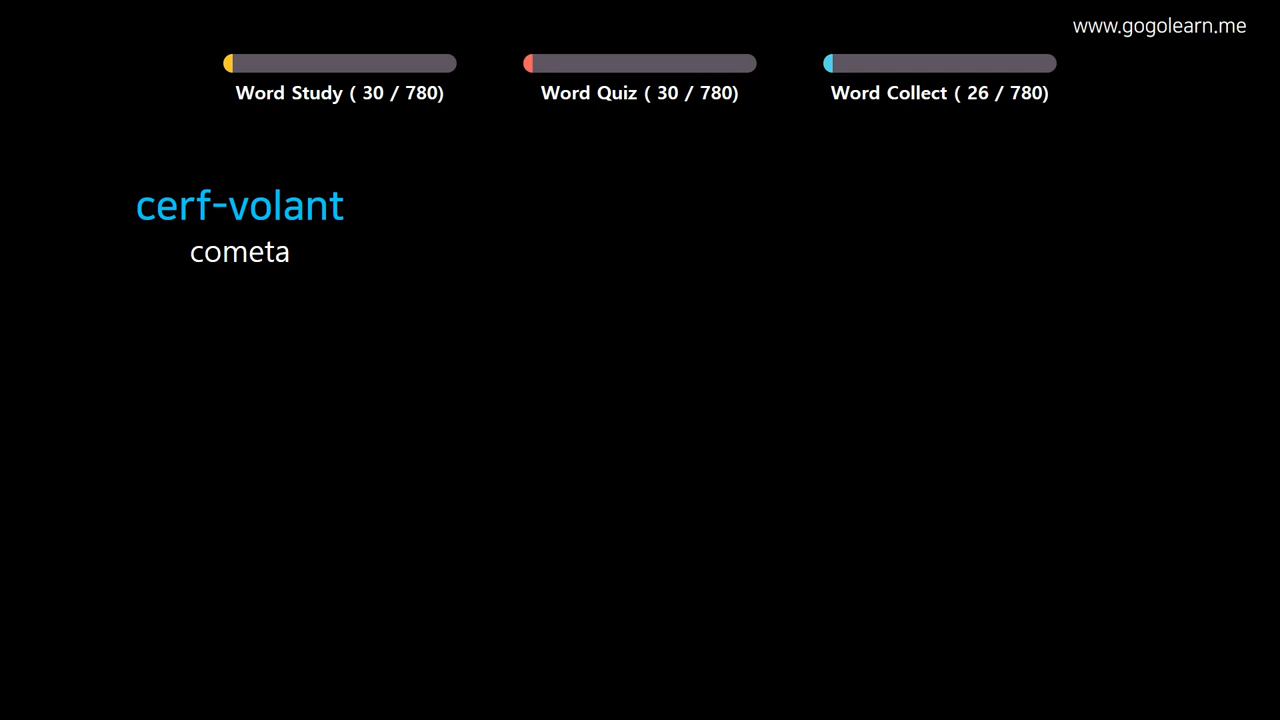 www.gogolearn.me
Word Study ( 30 / 780)
Word Quiz ( 30 / 780)
Word Collect ( 26 / 780)
cerf-volant
cometa